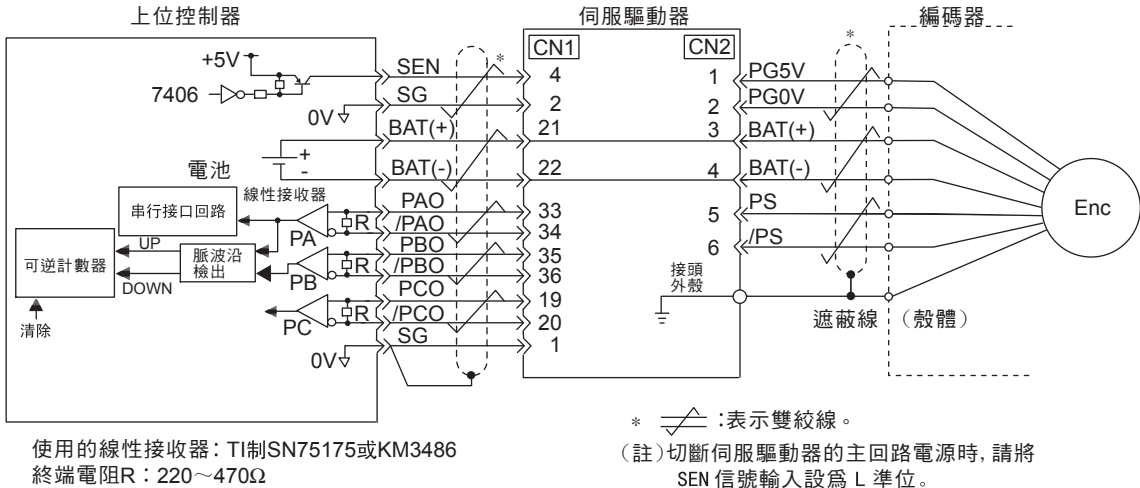 上位控制器
伺服驅動器
編碼器
+5V
7406
0V
SEN
SG
BAT(+)
BAT(-)
+
-
電池
線性接收器
串行接口回路
可逆計數器
UP
DOWN
脈波沿
檢出
清除
PA
PB
PC
R
R
R
PAO
/PAO
PBO
/PBO
PCO
/PCO
SG
0V
*
CN1
4
2
21
22
33
34
35
36
19
20
1
CN2
1
2
3
4
5
6
PG5V
PG0V
BAT(+)
BAT(-)
PS
/PS
*
接頭
外殼
遮蔽線
(殼體)
Enc
使用的線性接收器：TI制SN75175或KM3486
終端電阻R：220～470Ω
* :表示雙絞線。
(註)切斷伺服驅動器的主回路電源時,請將
SEN 信號輸入設爲 L 準位。